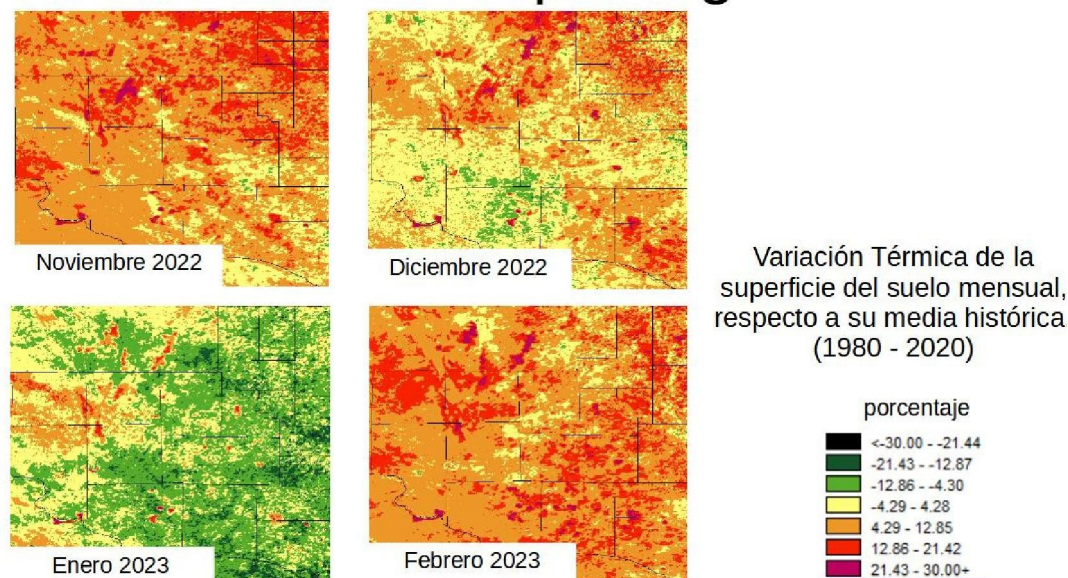 Noviembre 2022
Diciembre 2022
Enero 2023
Febrero 2023
Variación Térmica de la
superficie del suelo mensual,
respecto a su media histórica.
(1980 - 2020)
porcentaje
<-30.00 - -21.44
-21.43 - -12.87
-12.86 - -4.30
-4.29 - 4.28
4.29 - 12.85
12.86 - 21.42
21.43 - 30.00+